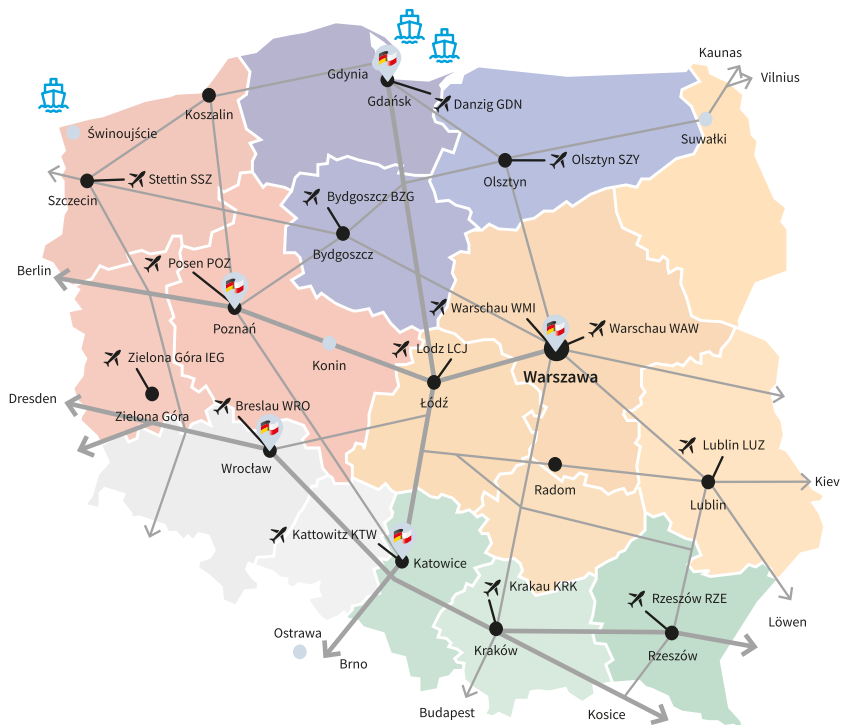 Kaunas
Vilnius
Gdynia
Gdańsk
Danzig GDN
Koszalin
Świnoujście
Suwałki
Olsztyn SZY
Olsztyn
Stettin SSZ
Szczecin
Bydgoszcz BZG
Bydgoszcz
Posen POZ
Berlin
Poznań
Warschau WMI
Warschau WAW
Konin
Lodz LCJ
Zielona Góra IEG
Warszawa
Dresden
Łódź
Breslau WRO
Zielona Góra
Lublin LUZ
Wrocław
Radom
Kiev
Lublin
Kattowitz KTW
Katowice
Krakau KRK
Rzeszów RZE
Löwen
Ostrawa
Kraków
Rzeszów
Brno
Budapest
Kosice